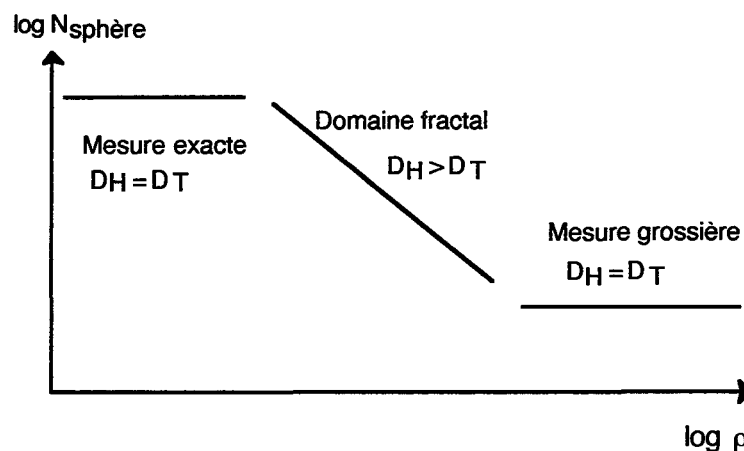 log Nsphère
Domaine fractal
DH > DT
Mesure exacte
DH = DT
Mesure grossière
DH = DT
log ρ